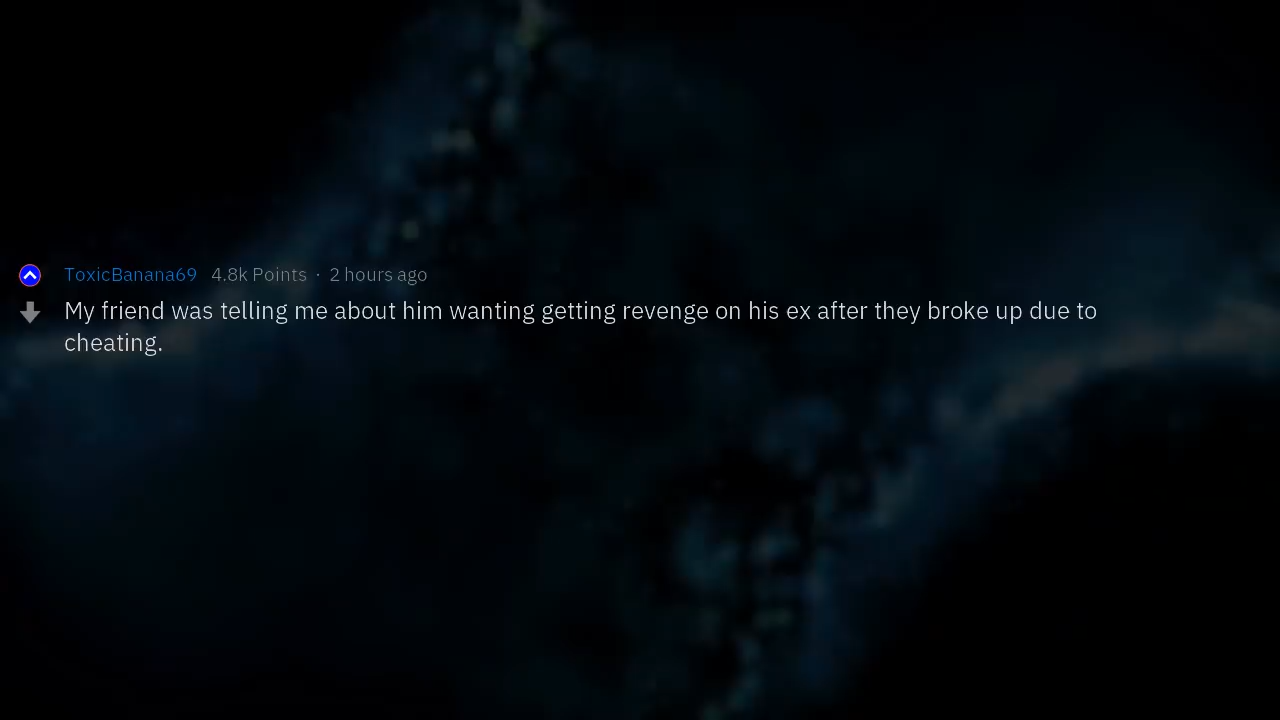 ToxicBanana69 4.8k Points · 2 hours ago
My friend was telling me about him wanting getting revenge on his ex after they broke up due to
cheating.